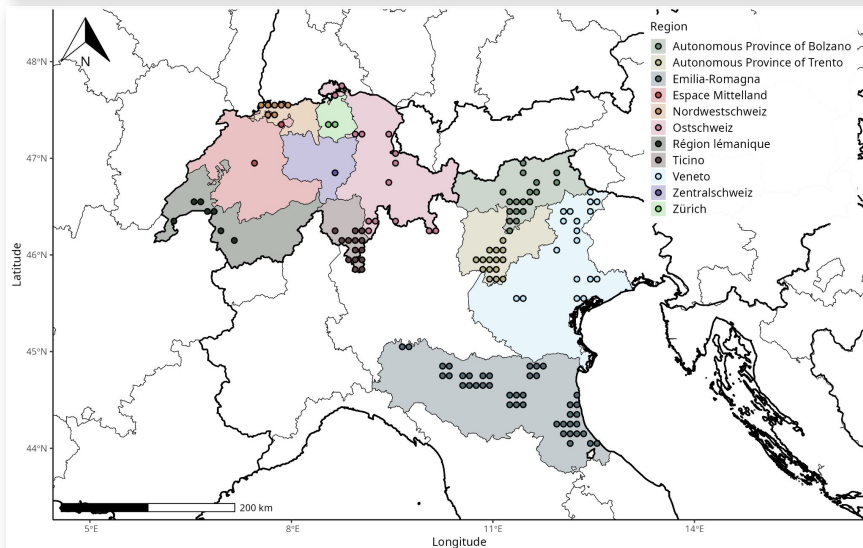 48°N
47°N
46°N
45°N
44°N
Latitude
N
Region
Autonomous Province of Bolzano
Autonomous Province of Trento
Emilia-Romagna
Espace Mittelland
Nordwestschweiz
Ostschweiz
Région lémanique
Ticino
Veneto
Zentralschweiz
Zürich
200 km
5°E
8°E
11°E
14°E
Longitude